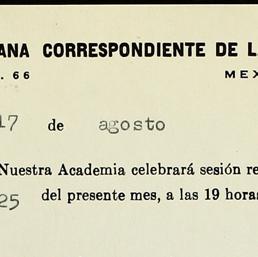 ANA CORRESPONDIENTE DE L
. 66 MEX
17 de agosto
Nuestra Academia celebrará sesión re
25 del presente mes, a las 19 horas